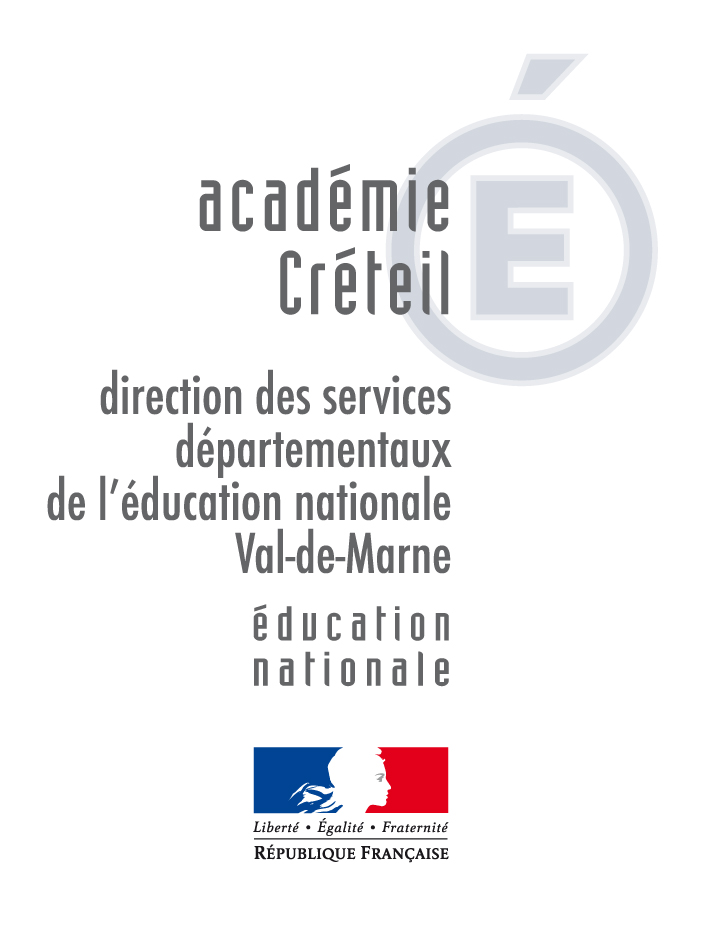 É
académie
Créteil
direction des services
départementaux
de l'éducation nationale
Val-de-Marne
éducation
nationale
Liberté • Égalité • Fraternité
RÉPUBLIQUE FRANÇAISE